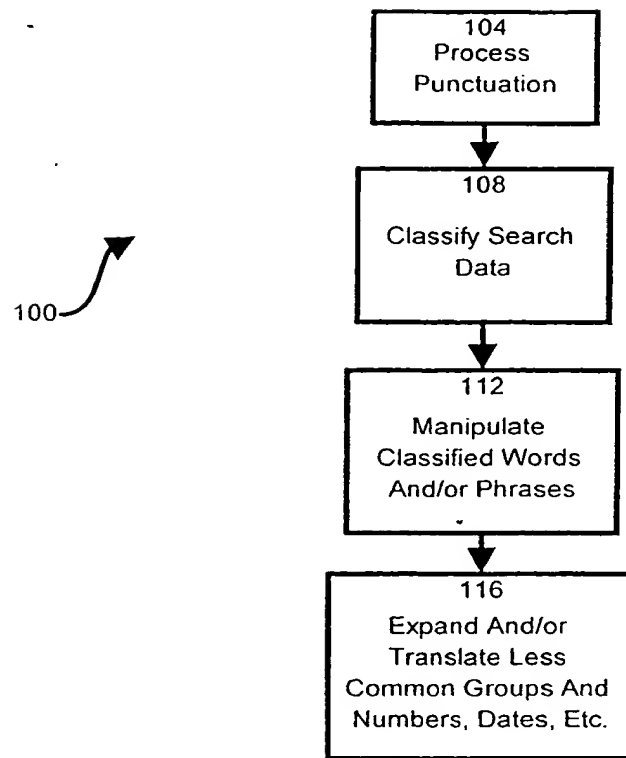 104
Process
Punctuation
108
Classify Search
Data
100
112
Manipulate
Classified Words
And/or Phrases
116
Expand And/or
Translate Less
Common Groups And
Numbers, Dates, Etc.